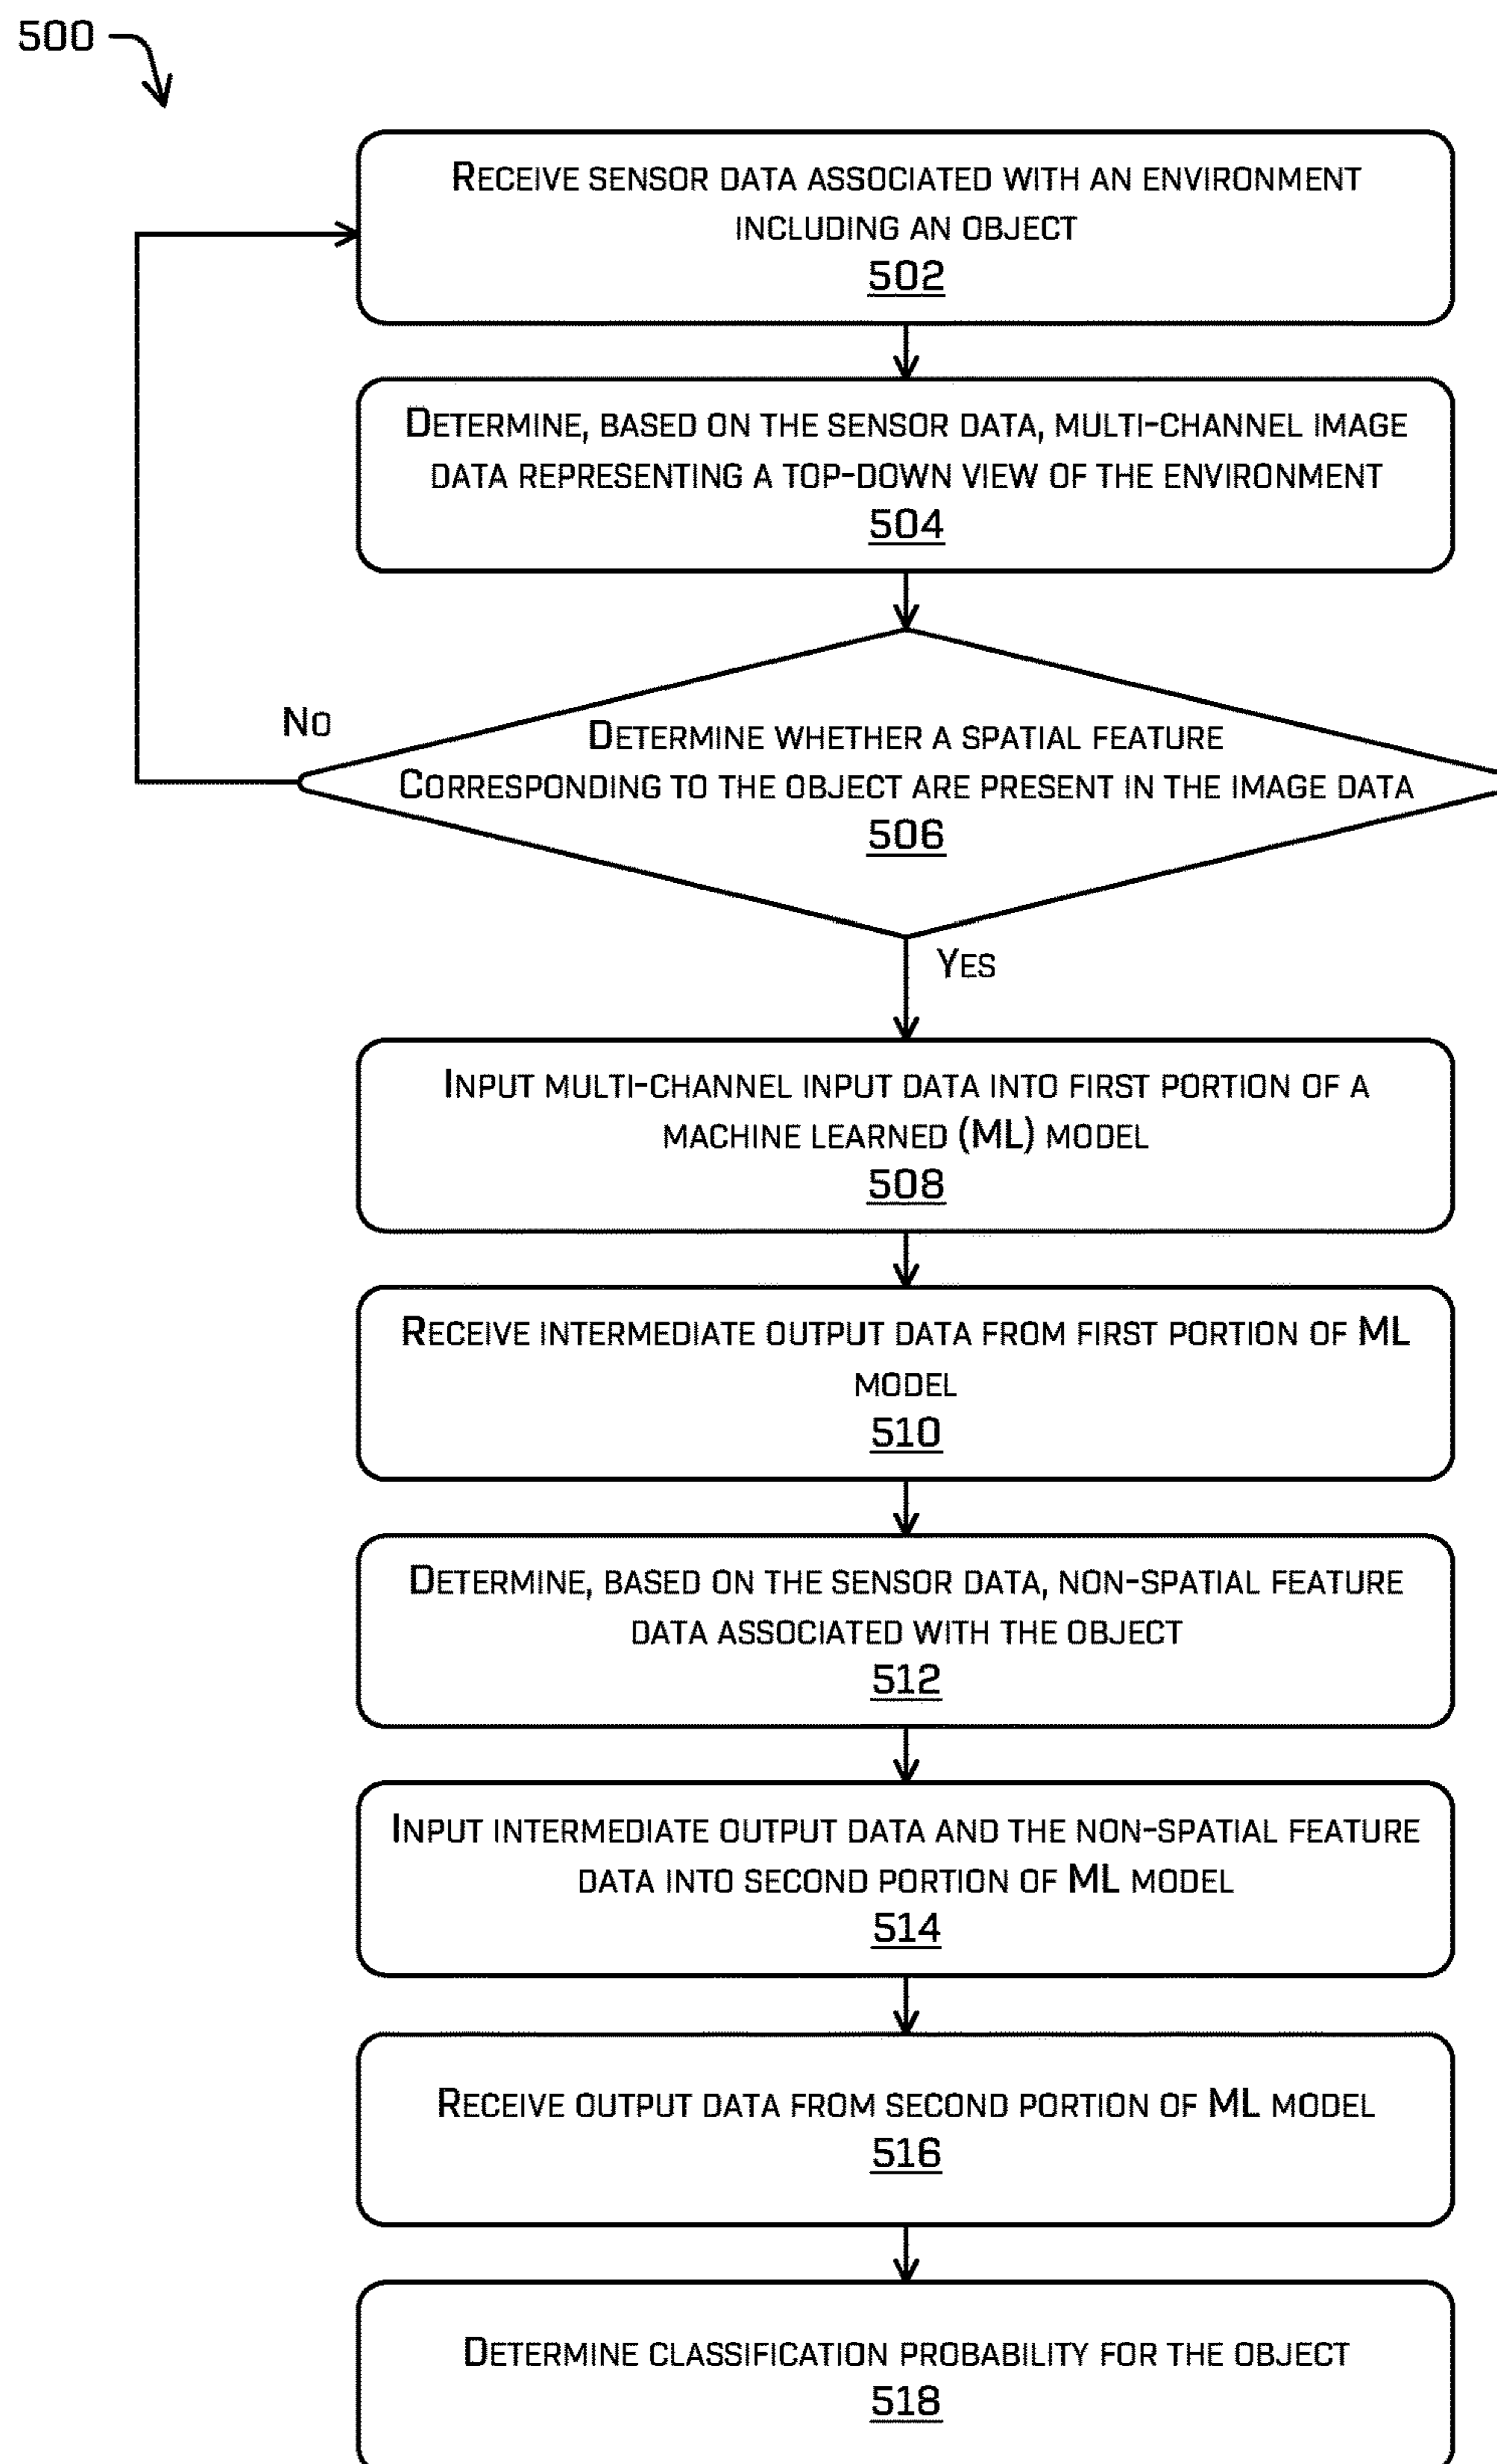 500
Receive sensor data associated with an environment
including an object
502
Determine, based on the sensor data, multi-channel image
data representing a top-down view of the environment
504
No
Determine whether a spatial feature
Corresponding to the object are present in the image data
506
Yes
Input multi-channel input data into first portion of a
machine learned (ML) model
508
Receive intermediate output data from first portion of ML
model
510
Determine, based on the sensor data, non-spatial feature
data associated with the object
512
Input intermediate output data and the non-spatial feature
data into second portion of ML model
514
Receive output data from second portion of ML model
516
Determine classification probability for the object
518